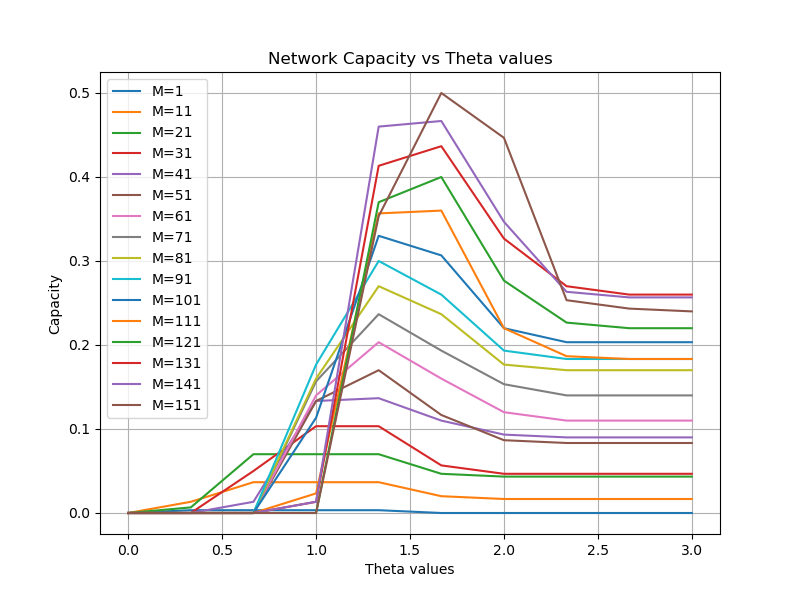 Network Capacity vs Theta values
Capacity
0.5
0.4
0.3
0.2
0.1
0.0
M=1
M=11
M=21
M=31
M=41
M=51
M=61
M=71
M=81
M=91
M=101
M=111
M=121
M=131
M=141
M=151
0.0 0.5 1.0 1.5 2.0 2.5 3.0
Theta values